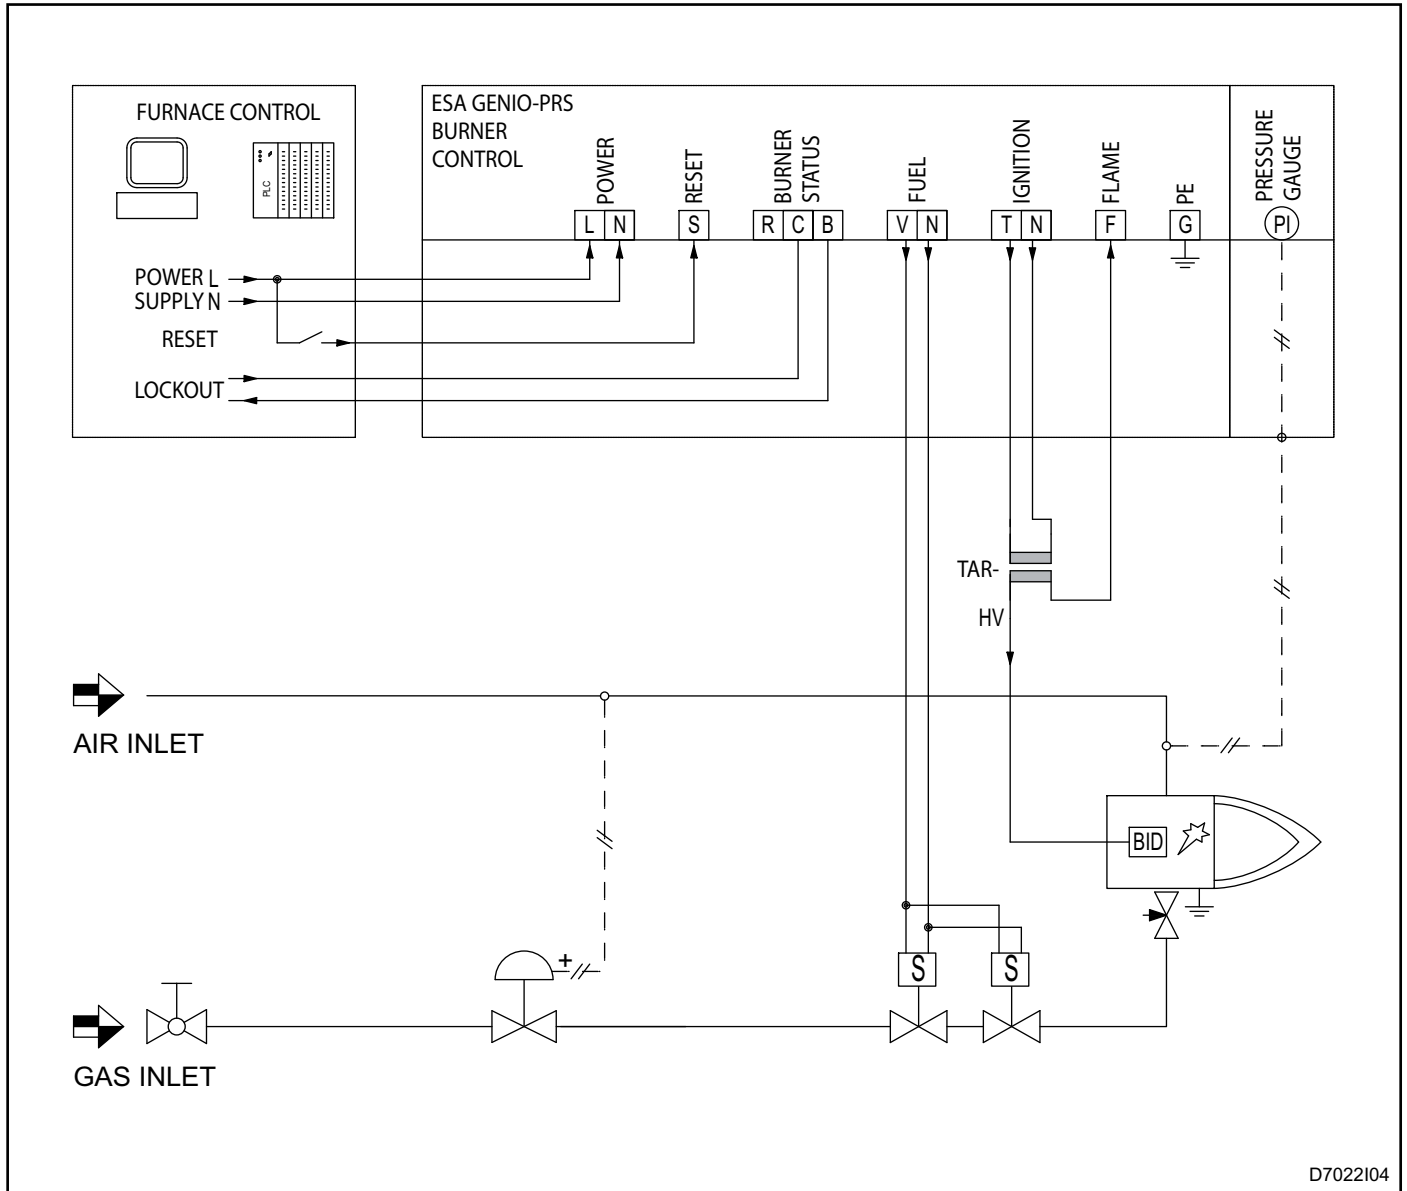 FURNACE CONTROL
PLC
POWER L
SUPPLY N
RESET
LOCKOUT
ESA GENIO-PRS
BURNER
CONTROL
POWER
RESET
BURNER
STATUS
FUEL
IGNITION
FLAME
PE
PRESSURE
GAUGE
L N
S
R C B
V N
T N
F
G
PI
TAR-
HV
AIR INLET
BID
+
S
S
GAS INLET
D7022I04